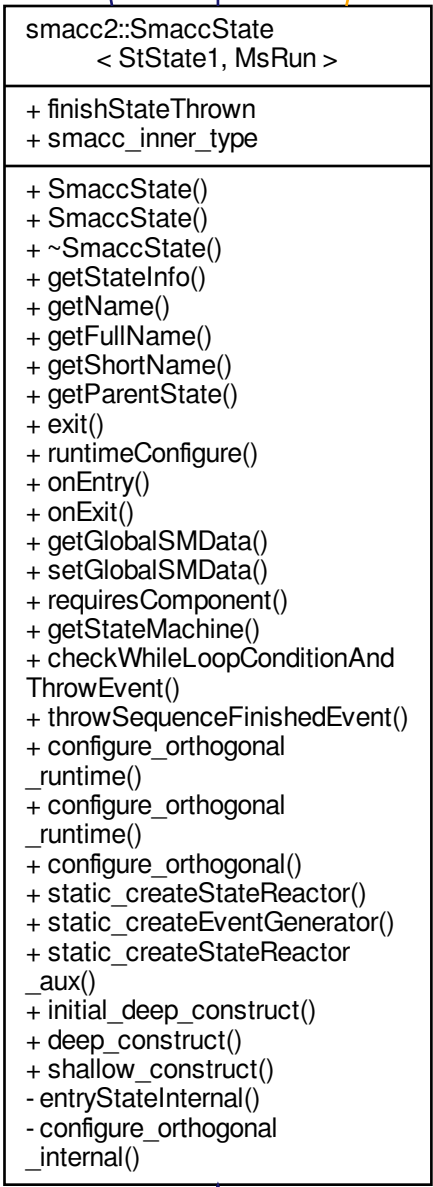 smacc2::SmaccState
< StState1, MsRun >
+ finishStateThrown
+ smacc_inner_type
+ SmaccState()
+ SmaccState()
+ ~SmaccState()
+ getStateInfo()
+ getName()
+ getFullName()
+ getShortName()
+ getParentState()
+ exit()
+ runtimeConfigure()
+ onEntry()
+ onExit()
+ getGlobalSMData()
+ setGlobalSMData()
+ requiresComponent()
+ getStateMachine()
+ checkWhileLoopConditionAnd
ThrowEvent()
+ throwSequenceFinishedEvent()
+ configure_orthogonal
_runtime()
+ configure_orthogonal
_runtime()
+ configure_orthogonal()
+ static_createStateReactor()
+ static_createEventGenerator()
+ static_createStateReactor
_aux()
+ initial_deep_construct()
+ deep_construct()
+ shallow_construct()
- entryStateInternal()
- configure_orthogonal
_internal()